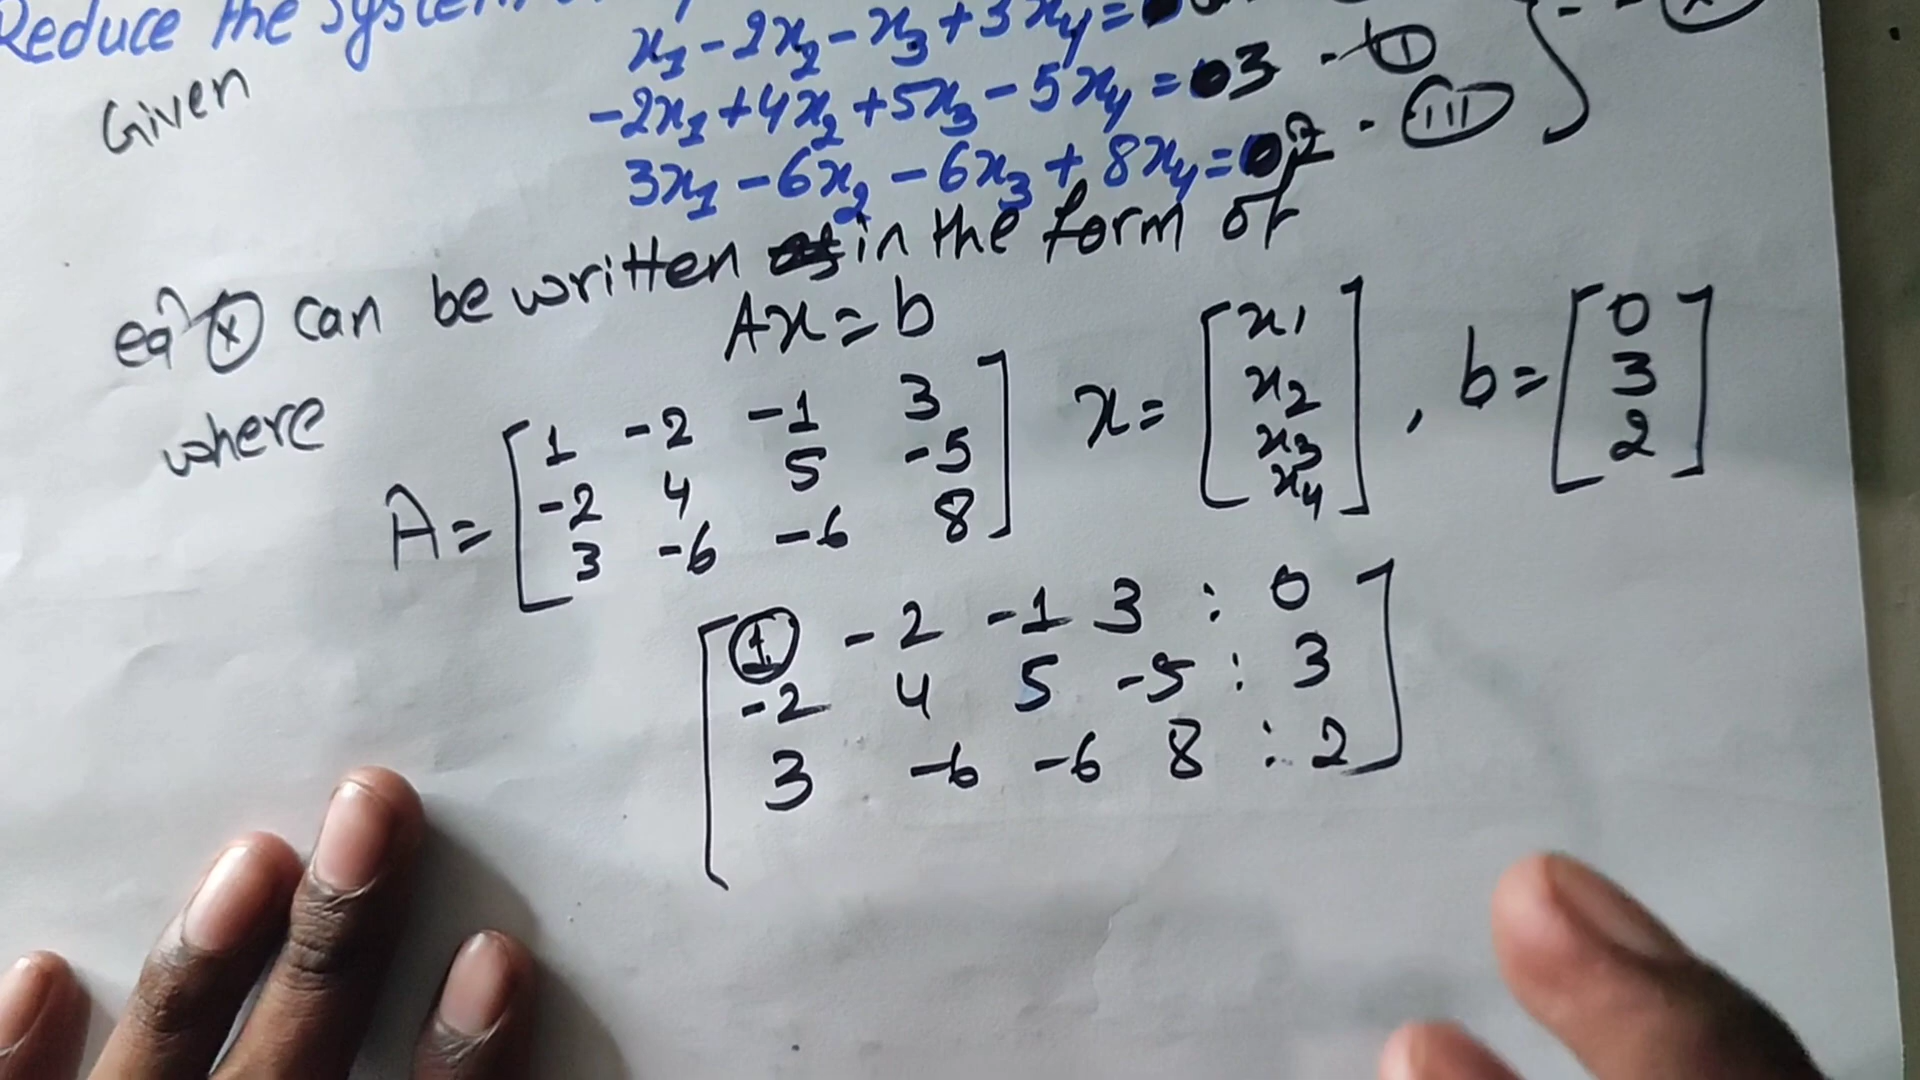 Reduce the System
Given
x1 - 2x2 - x3 + 3x4 =
-2x1 + 4x2 + 5x3 - 5x4 = 3 - II
3x1 - 6x2 - 6x3 + 8x4 = 2 - III
eqn * can be written in the form of
Ax = b
where
A = [1 -2 -1 3
-2 4 5 -5
3 -6 -6 8]
x = [x1
x2
x3
x4] , b = [0
3
2]
[1 -2 -1 3 : 0
-2 4 5 -5 : 3
3 -6 -6 8 : 2]